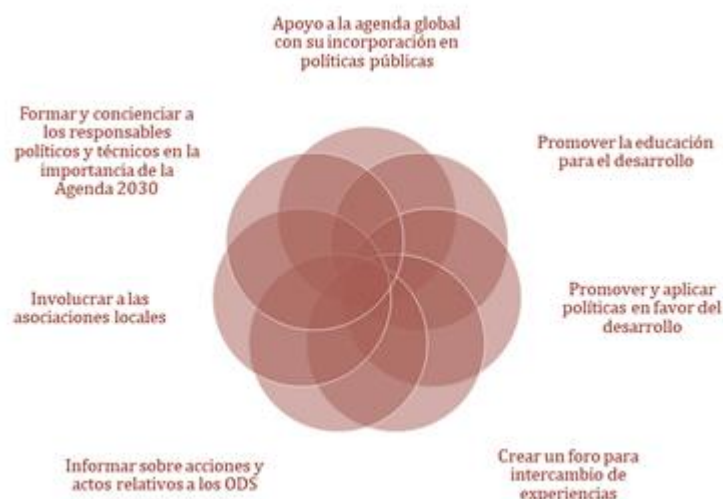 Apoyo a la agenda global
con su incorporación en
políticas públicas
Promover la educación
para el desarrollo
Promover y aplicar
políticas en favor del
desarrollo
Crear un foro para
intercambio de
experiencias
Informar sobre acciones y
actos relativos a los ODS
Involucrar a las
asociaciones locales
Formar y concienciar a
los responsables
políticos y técnicos en la
importancia de la
Agenda 2030